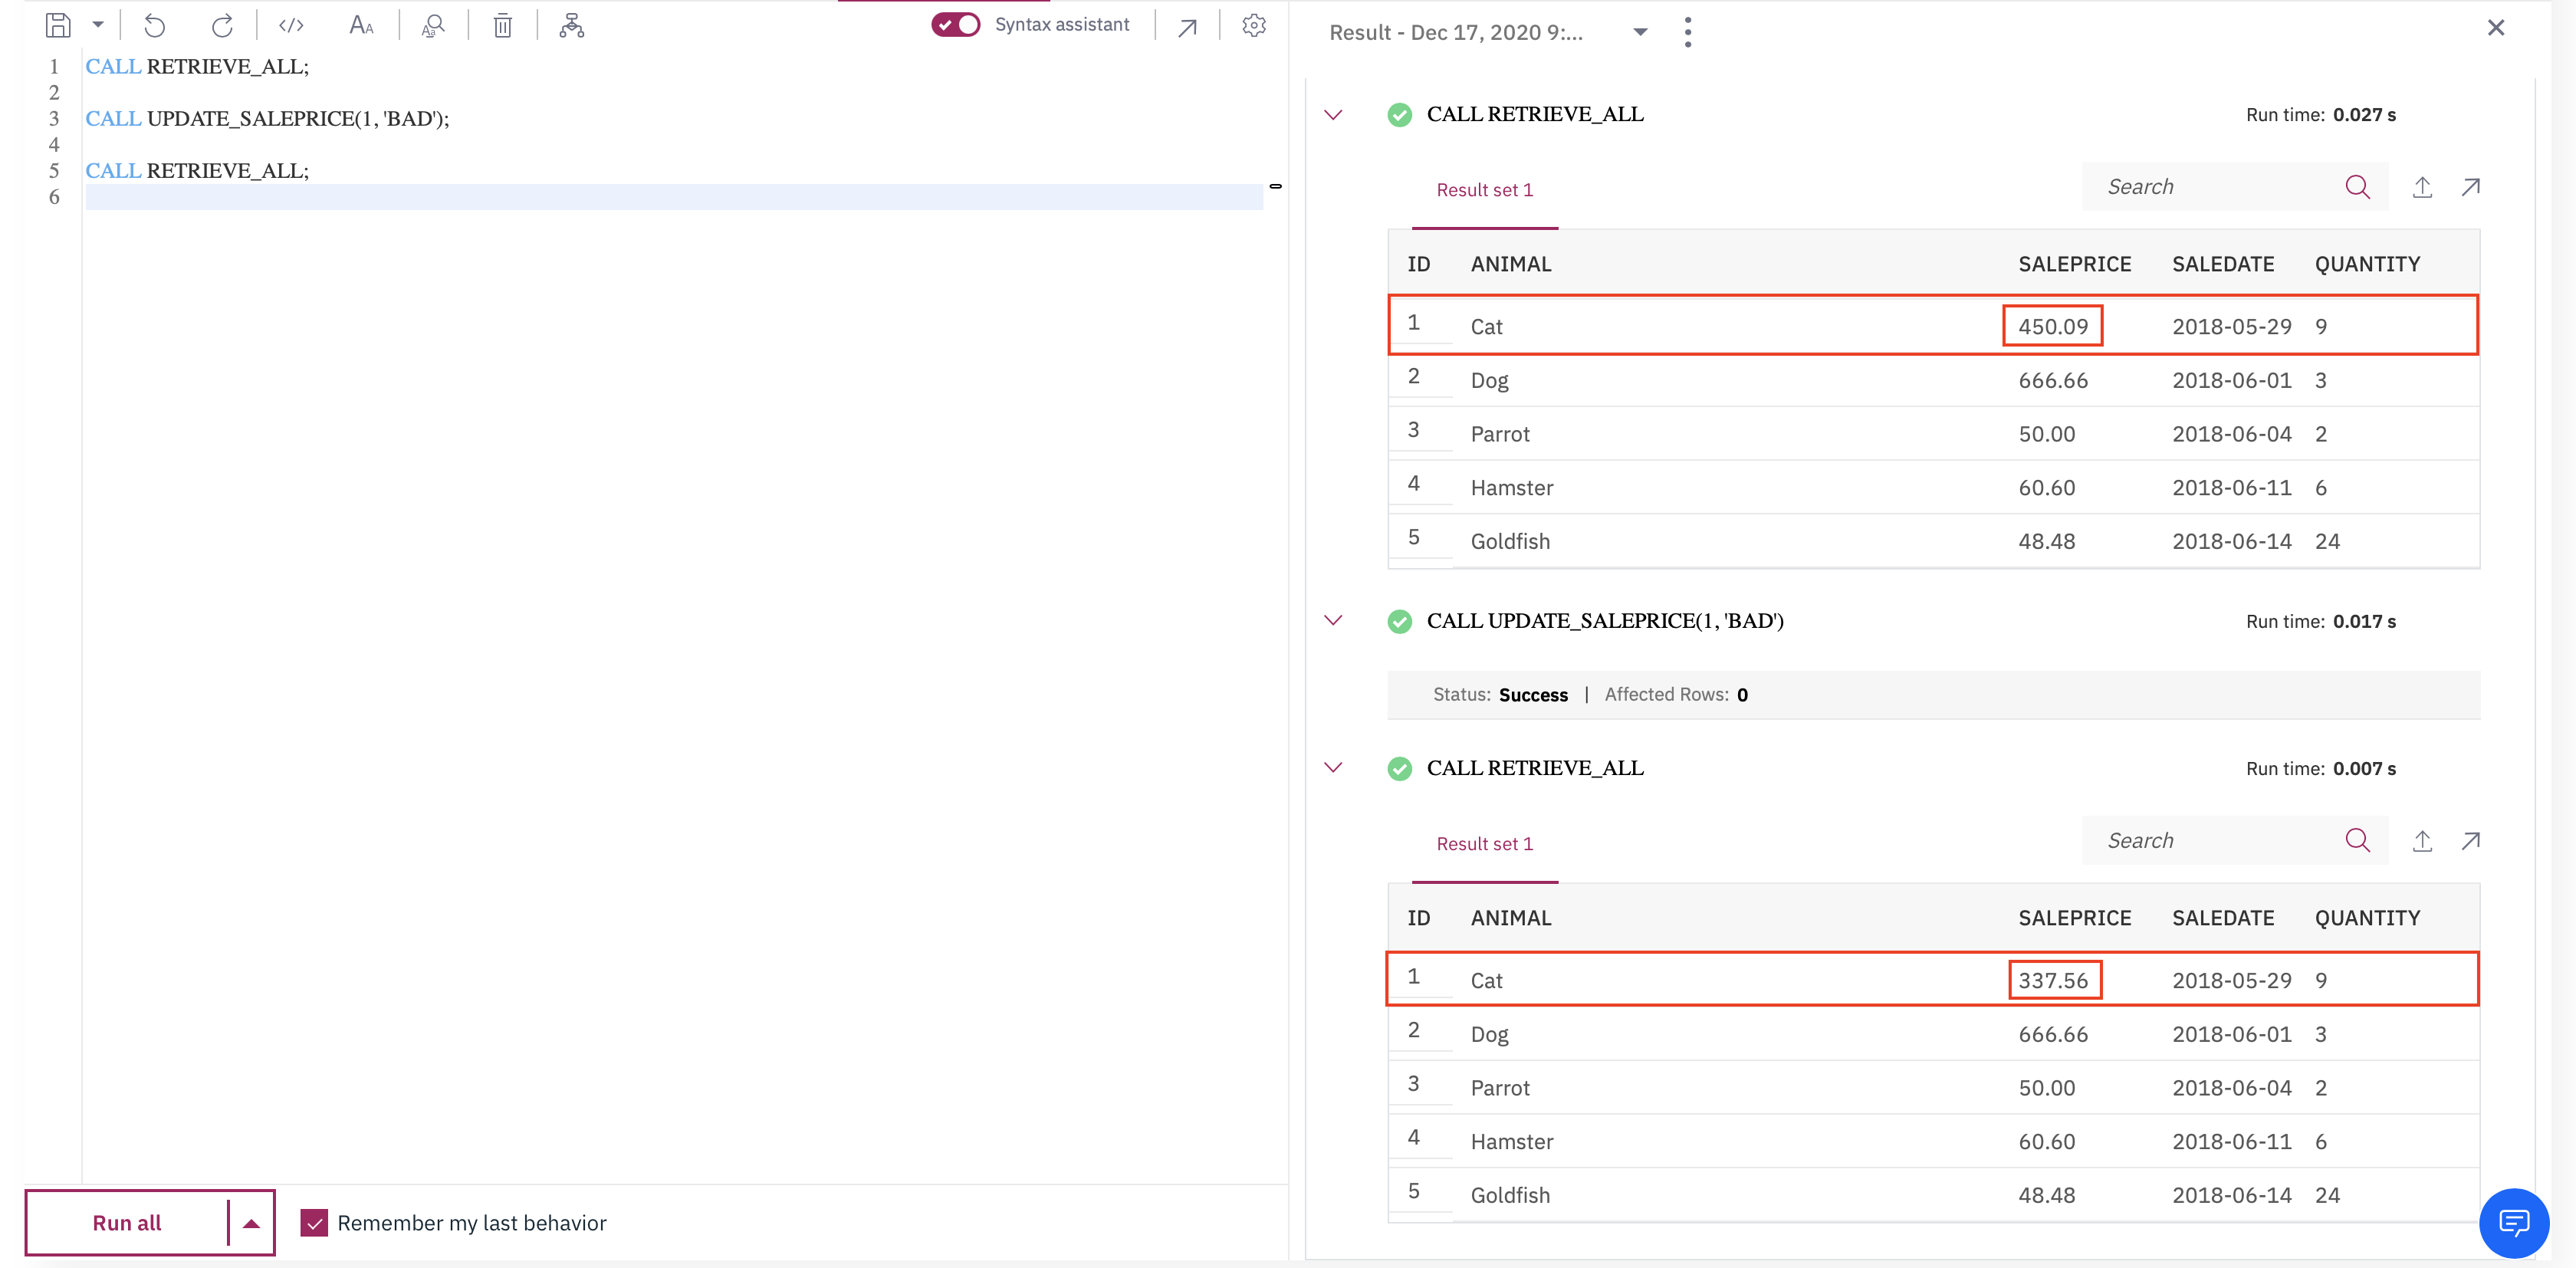 Syntax assistant
1 CALL RETRIEVE_ALL;
2
3 CALL UPDATE_SALEPRICE(1, 'BAD');
4
5 CALL RETRIEVE_ALL;
6
Run all
Remember my last behavior
Result - Dec 17, 2020 9:...
CALL RETRIEVE_ALL Run time: 0.027 s
Result set 1 Search
ID ANIMAL SALEPRICE SALEDATE QUANTITY
1 Cat 450.09 2018-05-29 9
2 Dog 666.66 2018-06-01 3
3 Parrot 50.00 2018-06-04 2
4 Hamster 60.60 2018-06-11 6
5 Goldfish 48.48 2018-06-14 24
CALL UPDATE_SALEPRICE(1, 'BAD') Run time: 0.017 s
Status: Success | Affected Rows: 0
CALL RETRIEVE_ALL Run time: 0.007 s
Result set 1 Search
ID ANIMAL SALEPRICE SALEDATE QUANTITY
1 Cat 337.56 2018-05-29 9
2 Dog 666.66 2018-06-01 3
3 Parrot 50.00 2018-06-04 2
4 Hamster 60.60 2018-06-11 6
5 Goldfish 48.48 2018-06-14 24